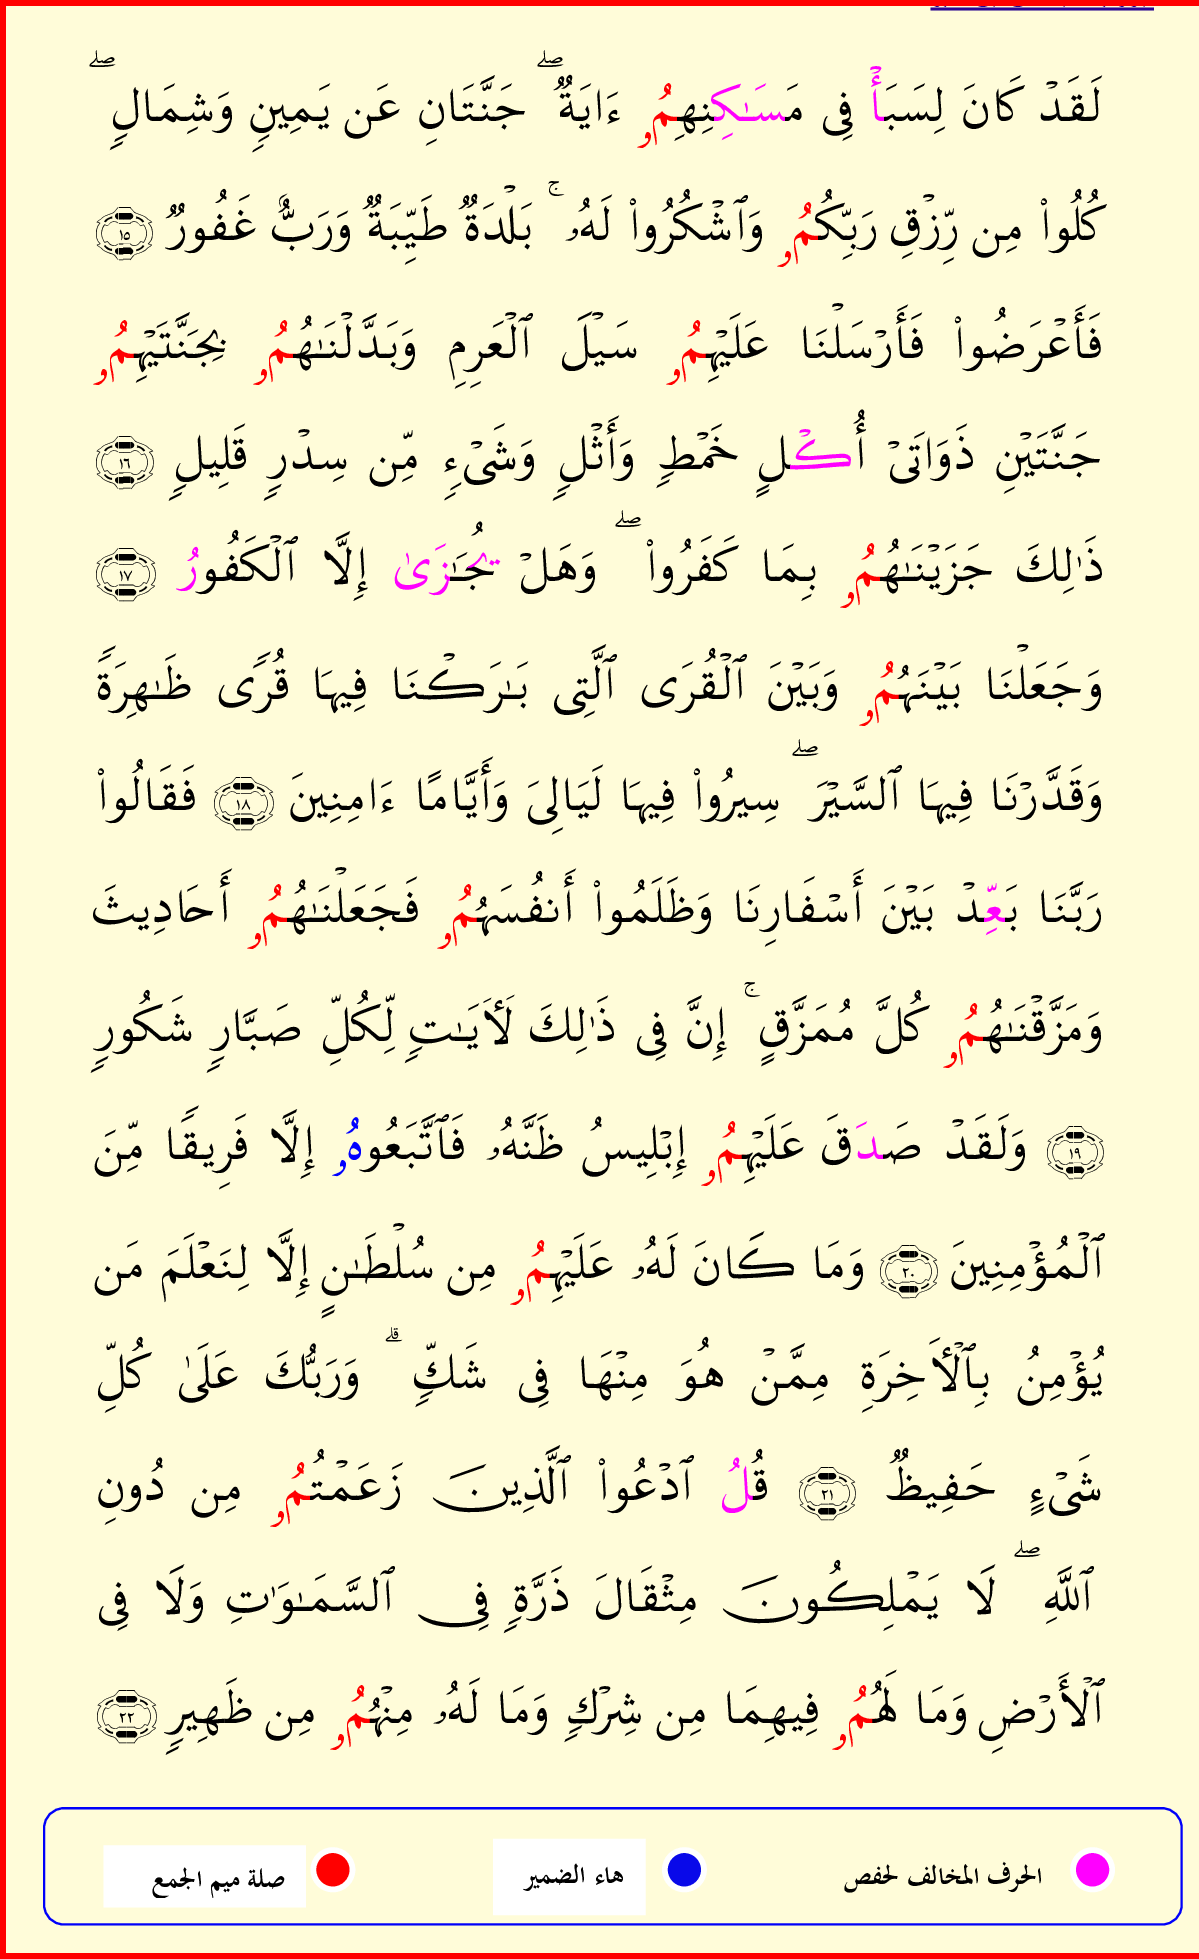 لَقَدْ كَانَ لِسَبَأَ فِى مَسَـٰكِنِهِمُۥ ءَايَةٌ ۖ جَنَّتَانِ عَن يَمِينٍ وَشِمَالٍ ۖ
كُلُوا۟ مِن رِّزْقِ رَبِّكُمُۥ وَٱشْكُرُوا۟ لَهُۥ ۚ بَلْدَةٌ طَيِّبَةٌ وَرَبٌّ غَفُورٌ ١٥
فَأَعْرَضُوا۟ فَأَرْسَلْنَا عَلَيْهِمُۥ سَيْلَ ٱلْعَرِمِ وَبَدَّلْنَـٰهُمُۥ بِجَنَّتَيْهِمُۥ
جَنَّتَيْنِ ذَوَاتَىْ أُكْلٍ خَمْطٍ وَأَثْلٍ وَشَىْءٍ مِّن سِدْرٍ قَلِيلٍ ١٦
ذَٰلِكَ جَزَيْنَـٰهُمُۥ بِمَا كَفَرُوا۟ ۖ وَهَلْ يُجَـٰزَىٰ إِلَّا ٱلْكَفُورُ ١٧
وَجَعَلْنَا بَيْنَهُمُۥ وَبَيْنَ ٱلْقُرَى ٱلَّتِى بَـٰرَكْنَا فِيهَا قُرًى ظَـٰهِرَةً
وَقَدَّرْنَا فِيهَا ٱلسَّيْرَ ۖ سِيرُوا۟ فِيهَا لَيَالِىَ وَأَيَّامًا ءَامِنِينَ ١٨ فَقَالُوا۟
رَبَّنَا بَعِّدْ بَيْنَ أَسْفَارِنَا وَظَلَمُوا۟ أَنفُسَهُمُۥ فَجَعَلْنَـٰهُمُۥ أَحَادِيثَ
وَمَزَّقْنَـٰهُمُۥ كُلَّ مُمَزَّقٍ ۚ إِنَّ فِى ذَٰلِكَ لَـَٔايَـٰتٍ لِّكُلِّ صَبَّارٍ شَكُورٍ
١٩ وَلَقَدْ صَدَقَ عَلَيْهِمُۥ إِبْلِيسُ ظَنَّهُۥ فَٱتَّبَعُوهُۥ إِلَّا فَرِيقًا مِّنَ
ٱلْمُؤْمِنِينَ ٢٠ وَمَا كَانَ لَهُۥ عَلَيْهِمُۥ مِن سُلْطَـٰنٍ إِلَّا لِنَعْلَمَ مَن
يُؤْمِنُ بِٱلْـَٔاخِرَةِ مِمَّنْ هُوَ مِنْهَا فِى شَكٍّ ۗ وَرَبُّكَ عَلَىٰ كُلِّ
شَىْءٍ حَفِيظٌ ٢١ قُلُ ٱدْعُوا۟ ٱلَّذِينَ زَعَمْتُمُۥ مِن دُونِ
ٱللَّهِ ۖ لَا يَمْلِكُونَ مِثْقَالَ ذَرَّةٍ فِى ٱلسَّمَـٰوَٰتِ وَلَا فِى
ٱلْأَرْضِ وَمَا لَهُمُۥ فِيهِمَا مِن شِرْكٍ وَمَا لَهُۥ مِنْهُمُۥ مِن ظَهِيرٍ ٢٢
الحرف المخالف لحفص هاء الضمير صلة ميم الجمع